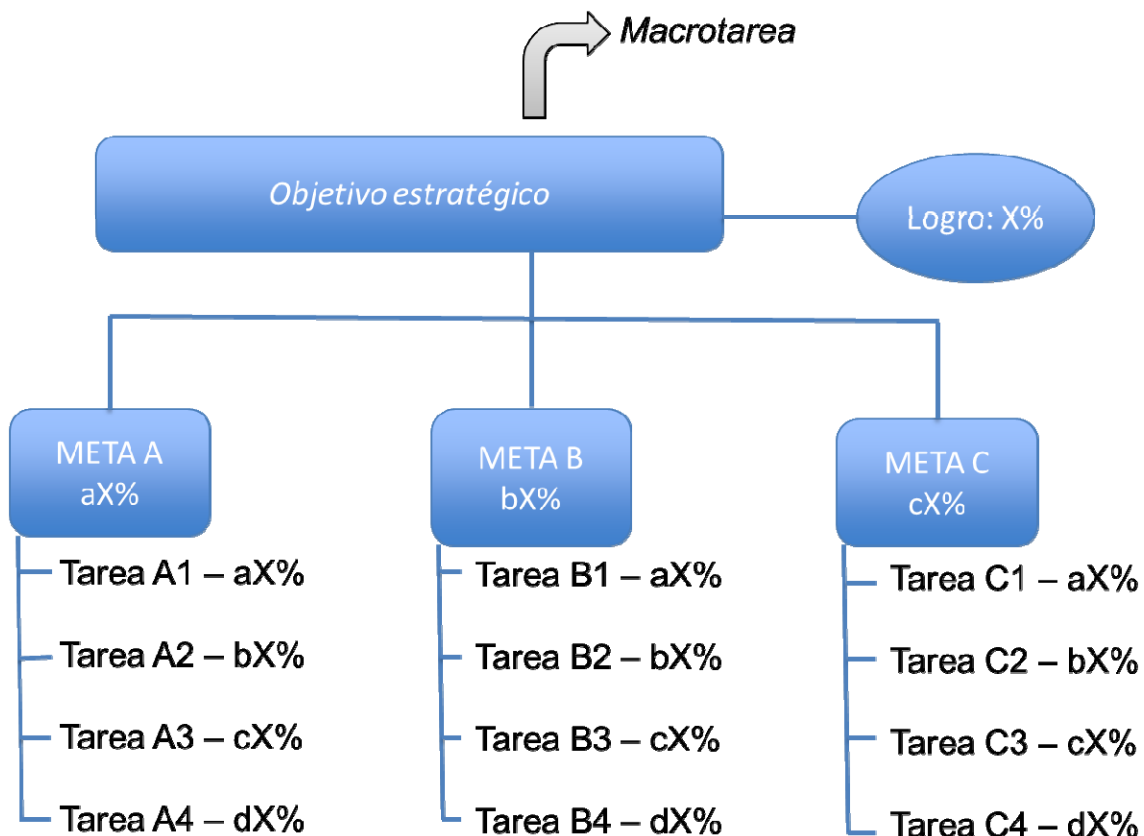 Macrotarea
Objetivo estratégico
Logro: X%
META A
aX%
META B
bX%
META C
cX%
Tarea A1 – aX%
Tarea A2 – bX%
Tarea A3 – cX%
Tarea A4 – dX%
Tarea B1 – aX%
Tarea B2 – bX%
Tarea B3 – cX%
Tarea B4 – dX%
Tarea C1 – aX%
Tarea C2 – bX%
Tarea C3 – cX%
Tarea C4 – dX%